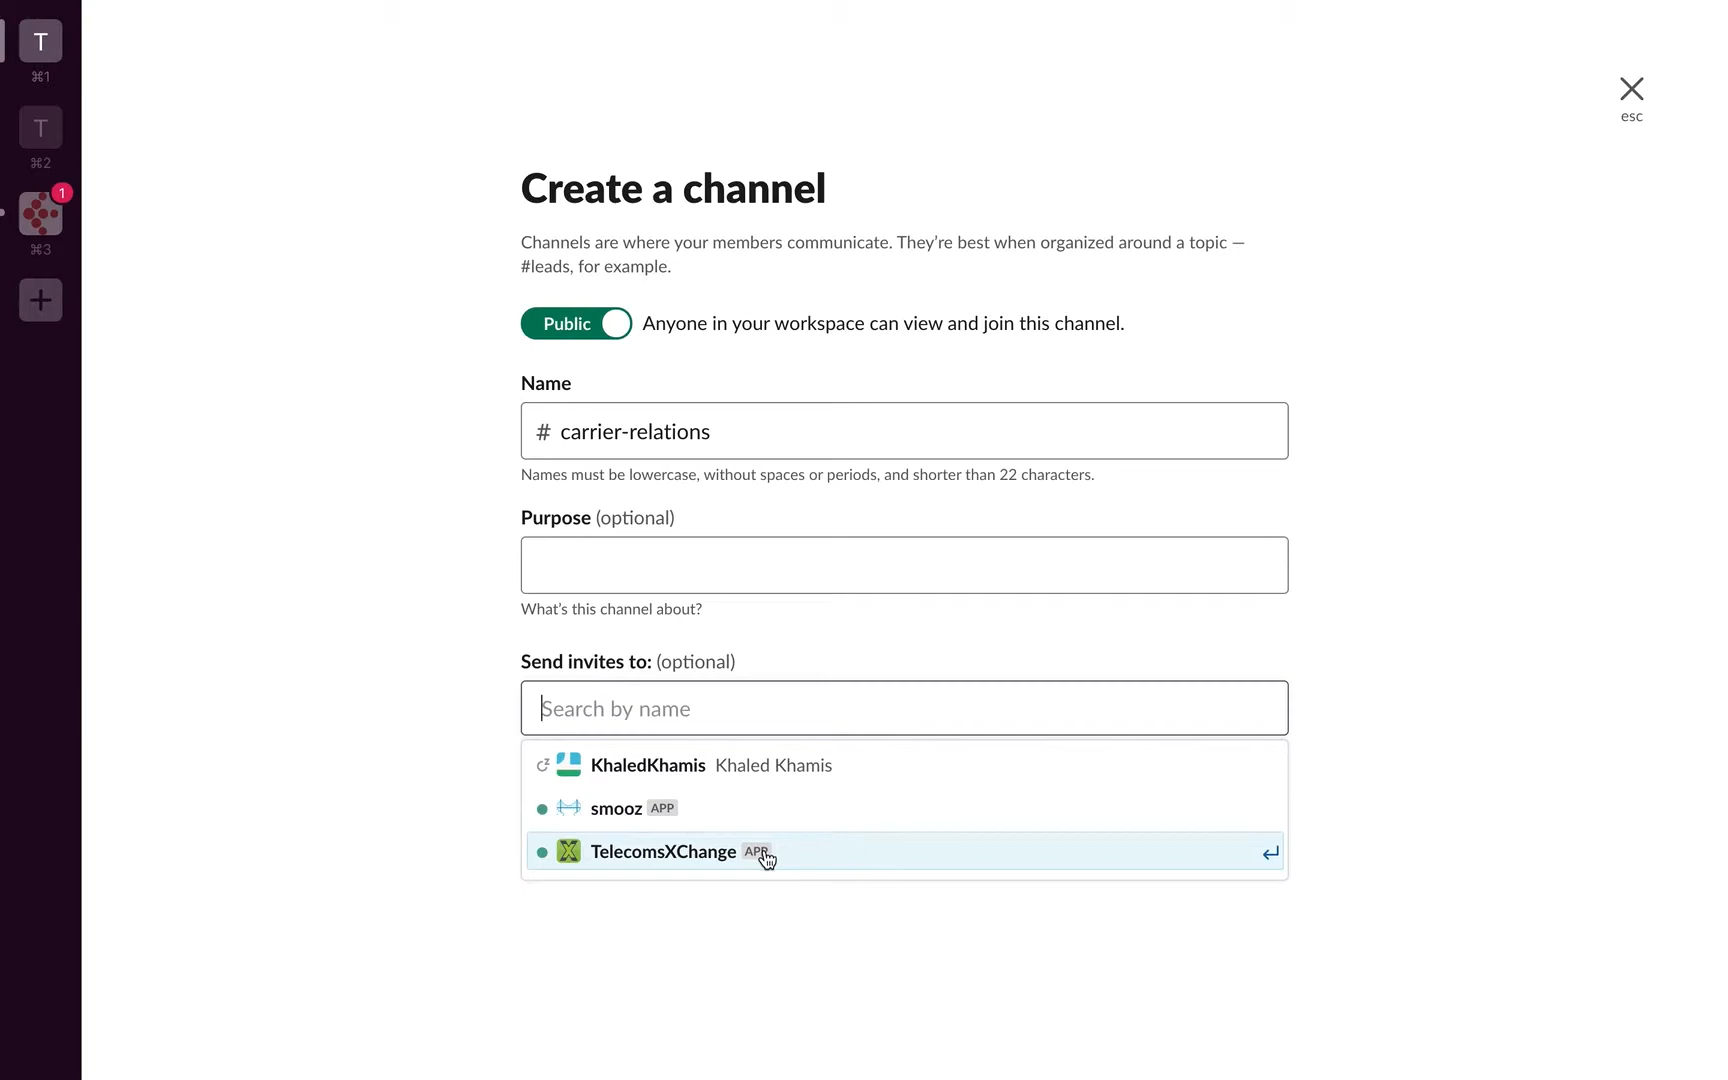 T
⌘1
T
⌘2
1
⌘3
esc
Create a channel
Channels are where your members communicate. They’re best when organized around a topic —
#leads, for example.
Public Anyone in your workspace can view and join this channel.
Name
# carrier-relations
Names must be lowercase, without spaces or periods, and shorter than 22 characters.
Purpose (optional)
What’s this channel about?
Send invites to: (optional)
Search by name
KhaledKhamis Khaled Khamis
smooz APP
TelecomsXChange APP